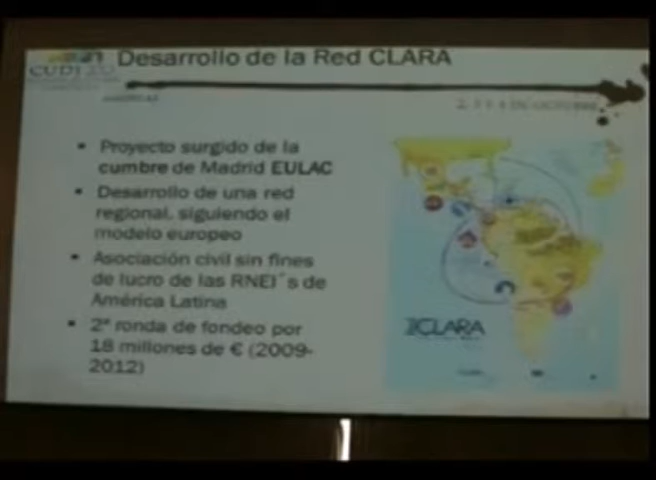 Desarrollo de la Red CLARA
CUDI
• Proyecto surgido de la
cumbre de Madrid EULAC
• Desarrollo de una red
regional, siguiendo el
modelo europeo
• Asociación civil sin fines
de lucro de las RNEI´s de
América Latina
• 2ª ronda de fondeo por
18 millones de € (2009-
2012)
CLARA